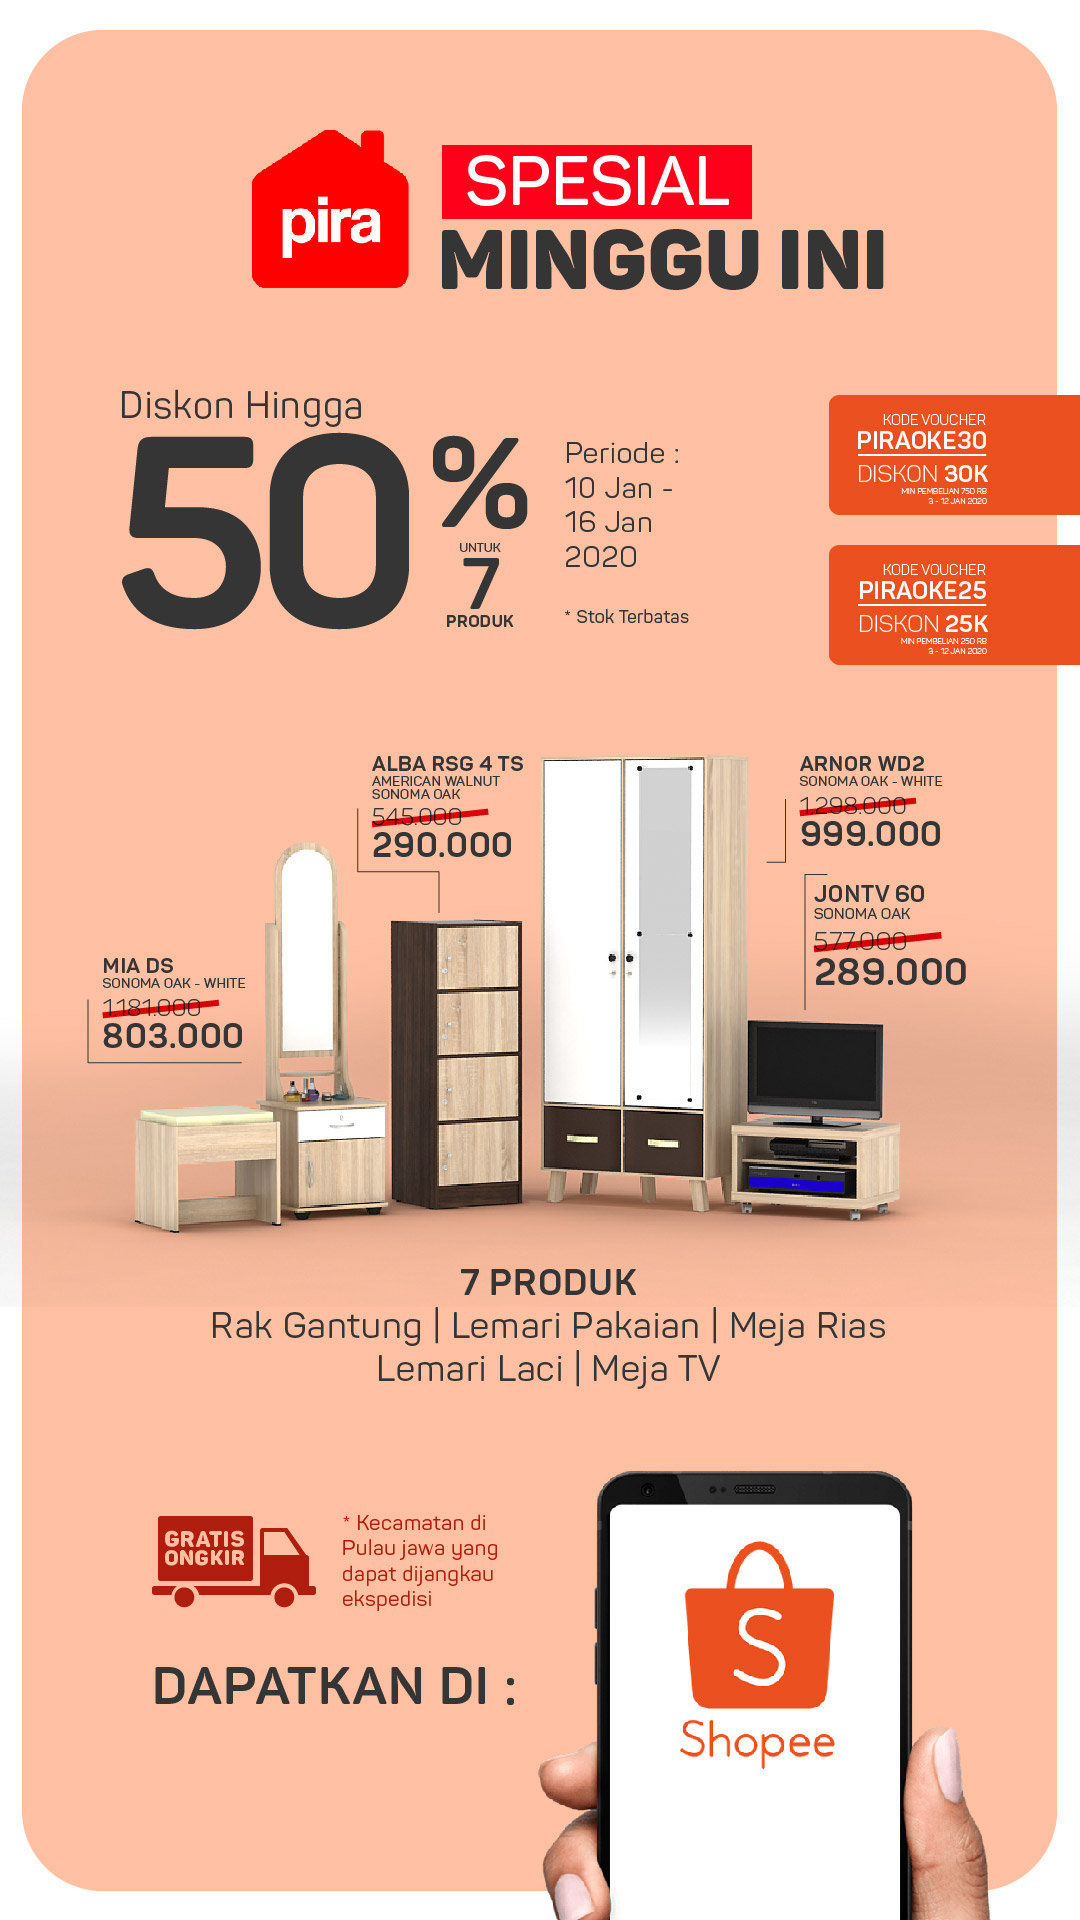 pira
SPESIAL
MINGGU INI
Diskon Hingga
50%
UNTUK
7
PRODUK
Periode :
10 Jan -
16 Jan
2020
* Stok Terbatas
KODE VOUCHER
PIRAOKE30
DISKON 30K
MIN PEMBELIAN 750 RB
3 - 12 JAN 2020
KODE VOUCHER
PIRAOKE25
DISKON 25K
MIN PEMBELIAN 250 RB
3 - 12 JAN 2020
ALBA RSG 4 TS
AMERICAN WALNUT
SONOMA OAK
545.000
290.000
ARNOR WD2
SONOMA OAK - WHITE
1.298.000
999.000
JONTV 60
SONOMA OAK
577.000
289.000
MIA DS
SONOMA OAK - WHITE
1.181.000
803.000
7 PRODUK
Rak Gantung | Lemari Pakaian | Meja Rias
Lemari Laci | Meja TV
GRATIS
ONGKIR
* Kecamatan di
Pulau jawa yang
dapat dijangkau
ekspedisi
DAPATKAN DI :
S
Shopee